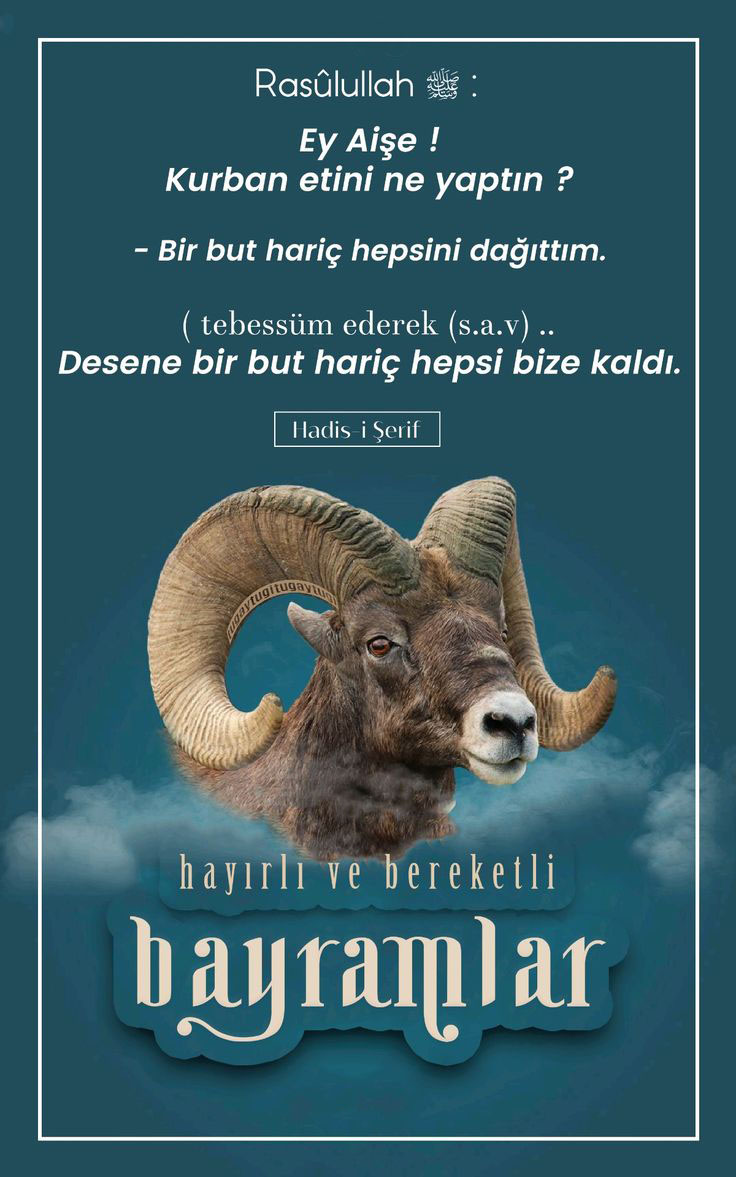 Rasûlullah ﷺ :
Ey Aişe !
Kurban etini ne yaptın ?
- Bir but hariç hepsini dağıttım.
( tebessüm ederek (s.a.v) ..
Desene bir but hariç hepsi bize kaldı.
Hadis-i Şerif
tugaytugitugaytug
hayırlı ve bereketli
bayramlar